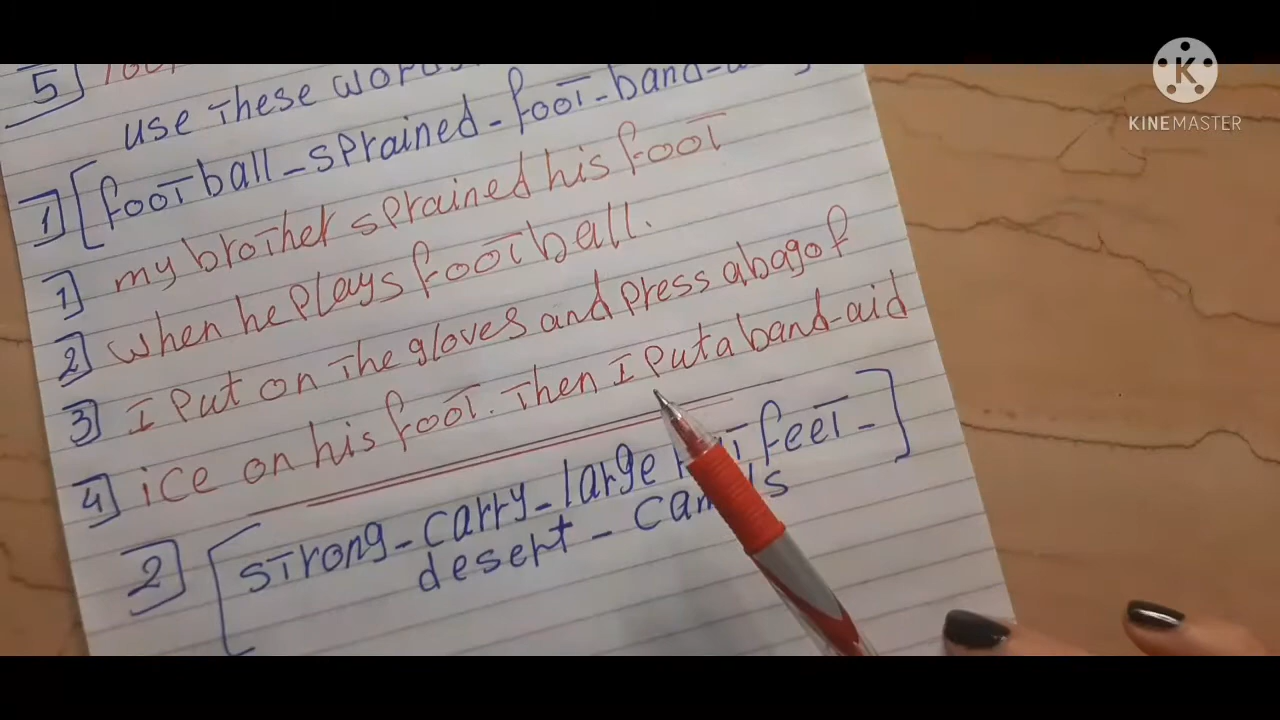 5]
use these words
1] [football - sprained - foot - band-
1] my brother sprained his foot
2] when he plays football.
3] I put on the gloves and press a bag of
4] ice on his foot. Then I put a band-aid
2] [strong - carry - large feet - ]
desert - camels
K
KINEMASTER